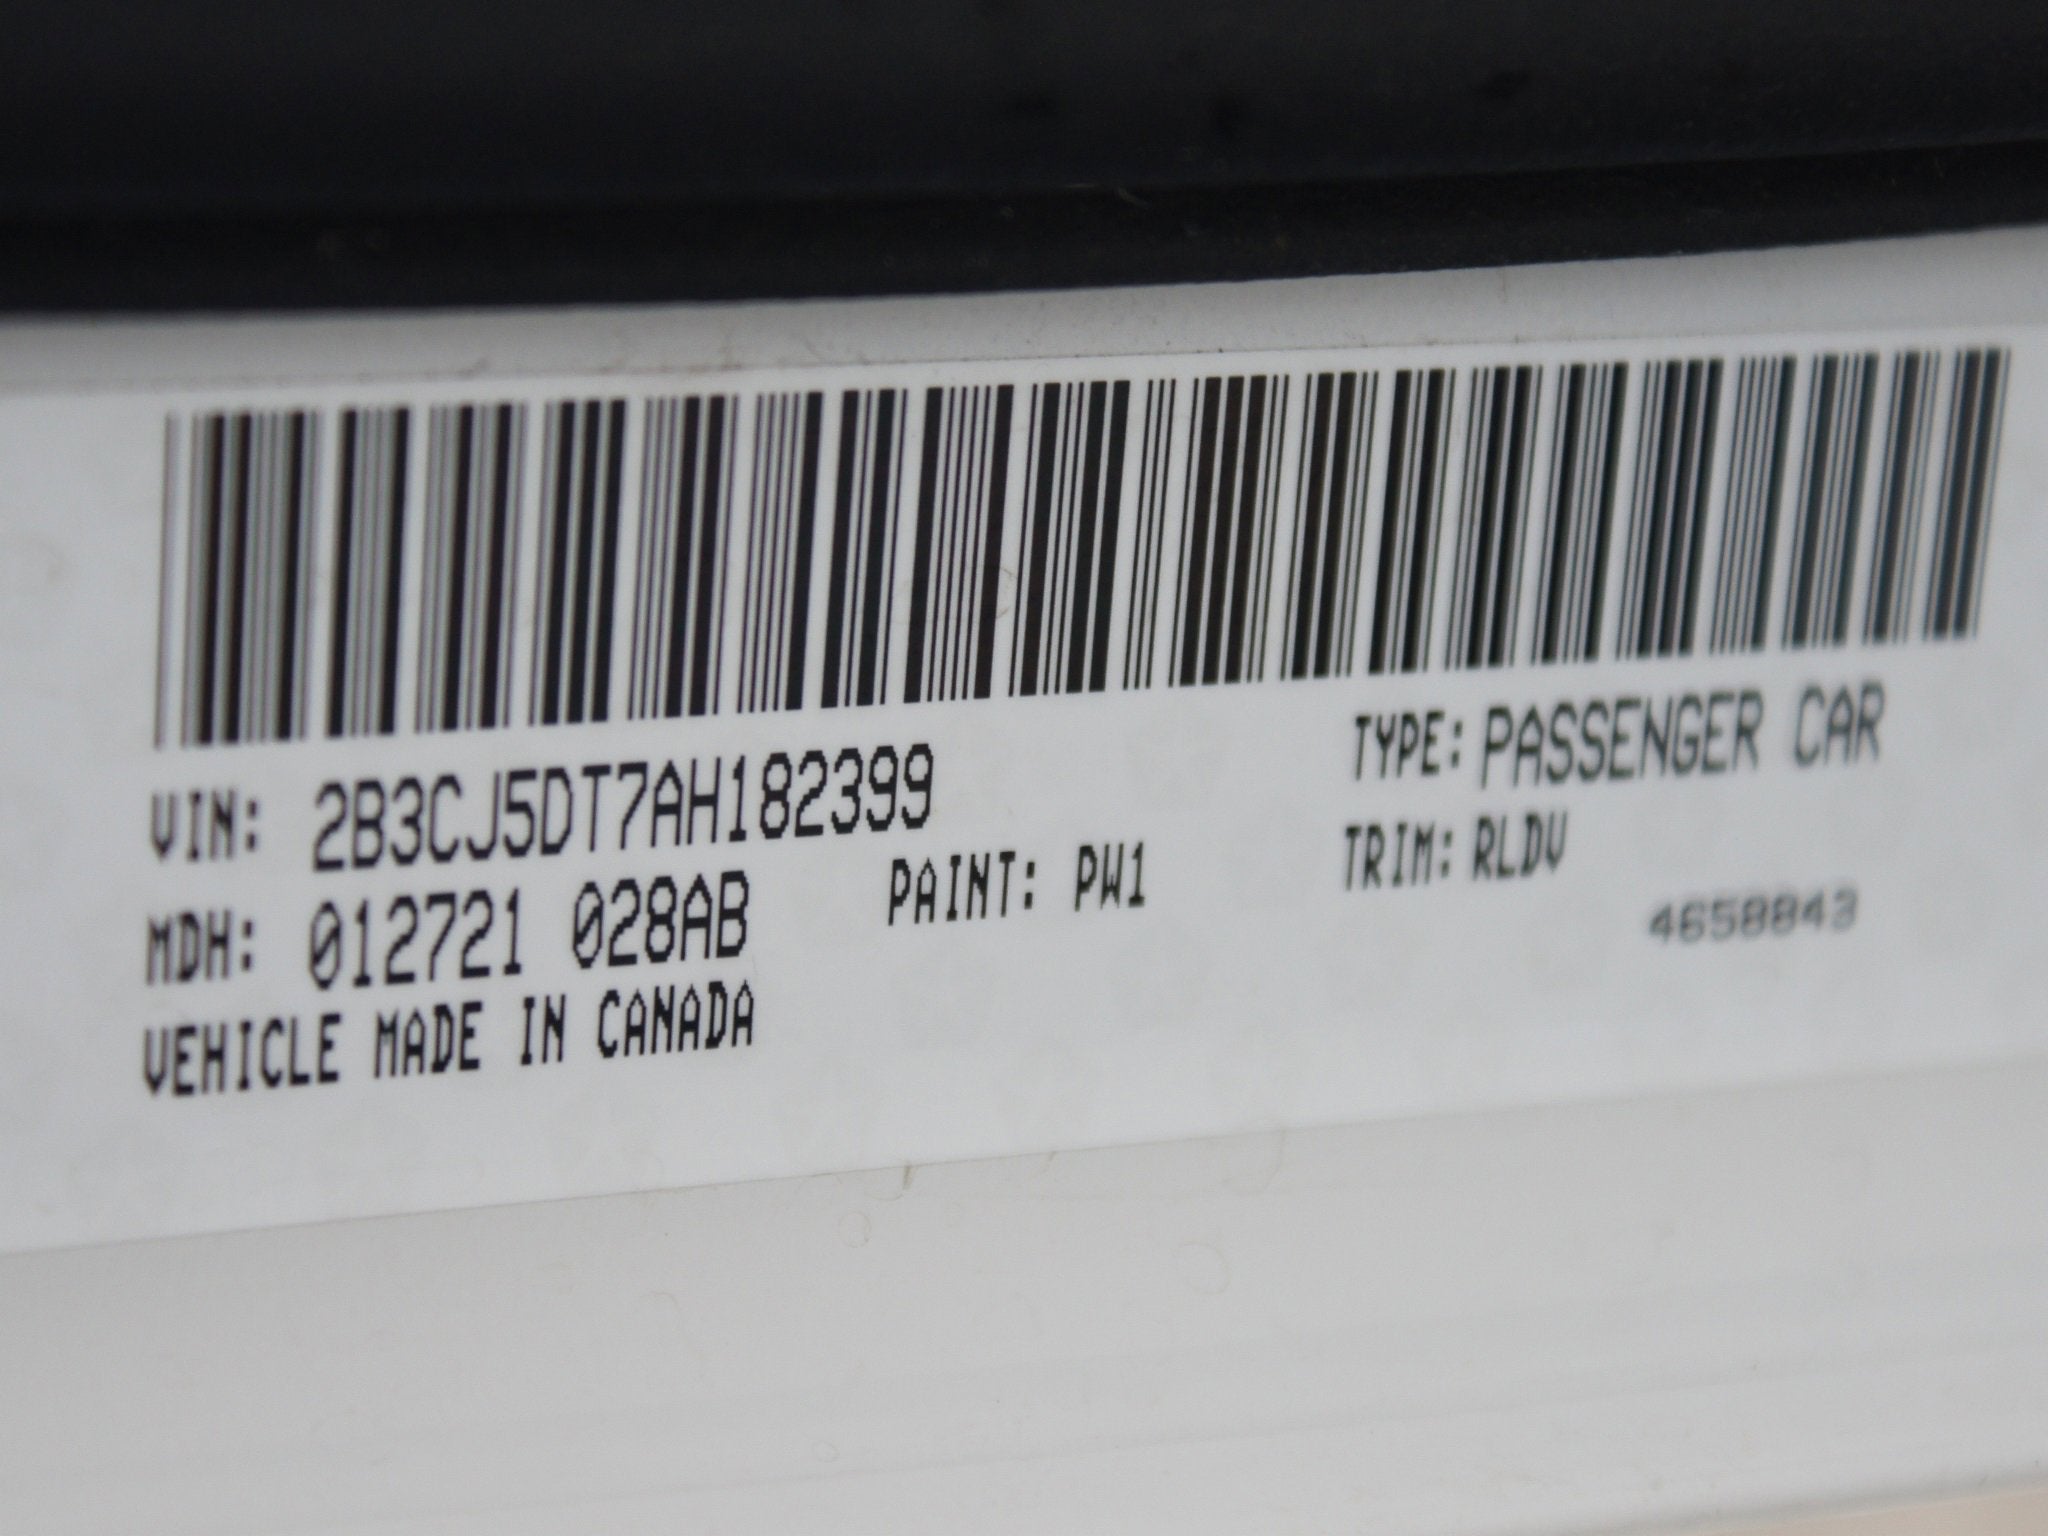 VIN: 2B3CJ5DT7AH182399 TYPE: PASSENGER CAR
MDH: 012721 028AB PAINT: PW1 TRIM: RLDV
4658843
VEHICLE MADE IN CANADA